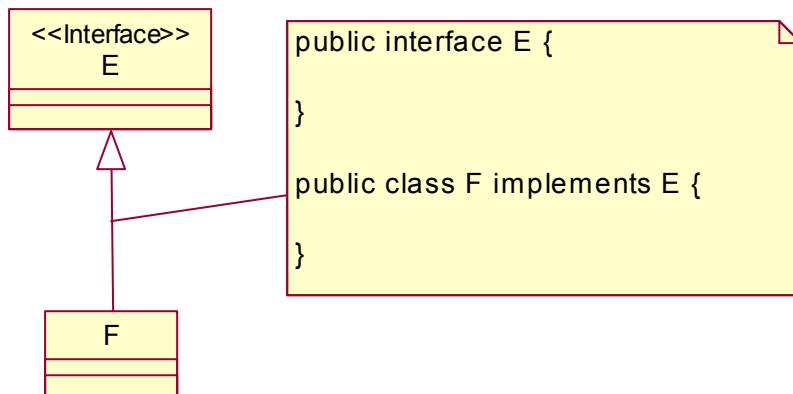 <<Interface>>
E
public interface E {
}
public class F implements E {
}
F